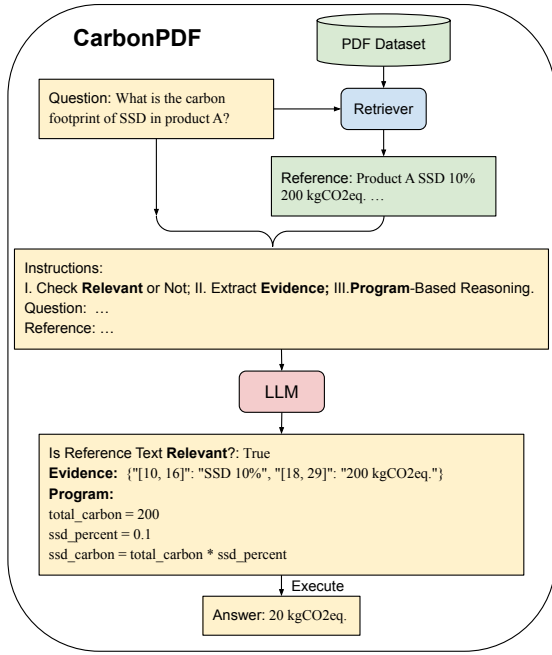 CarbonPDF
PDF Dataset
Question: What is the carbon
footprint of SSD in product A?
Retriever
Reference: Product A SSD 10%
200 kgCO2eq. …
Instructions:
I. Check Relevant or Not; II. Extract Evidence; III.Program-Based Reasoning.
Question: …
Reference: …
LLM
Is Reference Text Relevant?: True
Evidence: {"[10, 16]": "SSD 10%", "[18, 29]": "200 kgCO2eq."}
Program:
total_carbon = 200
ssd_percent = 0.1
ssd_carbon = total_carbon * ssd_percent
Execute
Answer: 20 kgCO2eq.